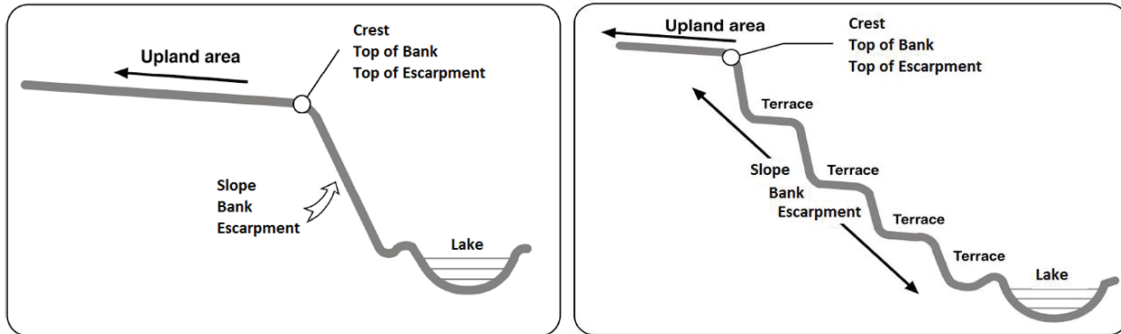 Crest
Top of Bank
Top of Escarpment
Upland area
Slope
Bank
Escarpment
Lake
Crest
Top of Bank
Top of Escarpment
Upland area
Terrace
Terrace
Slope
Bank
Escarpment
Terrace
Terrace
Lake